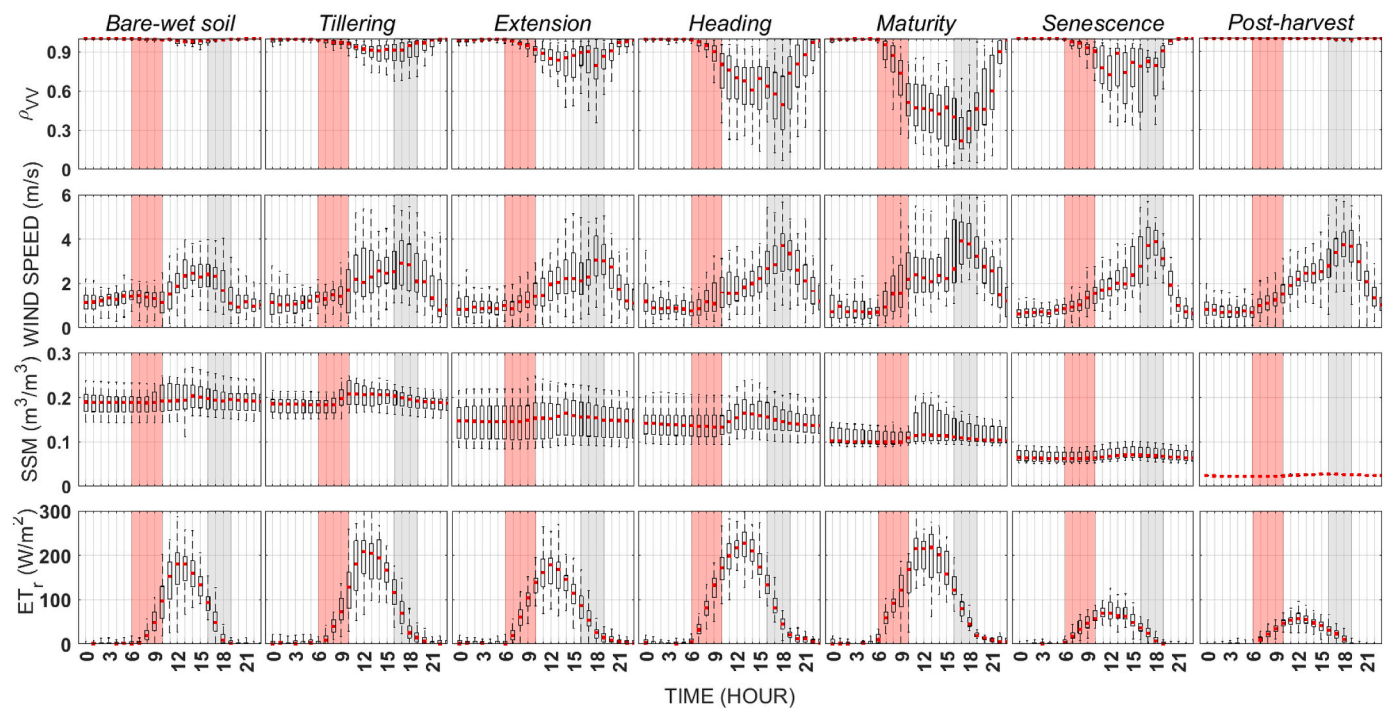 Bare-wet soil Tillering Extension Heading Maturity Senescence Post-harvest
ρVV
0.9
0.6
0.3
0
WIND SPEED (m/s)
6
4
2
0
SSM (m³/m³)
0.3
0.2
0.1
0
ETr (W/m²)
300
200
100
0
0 3 6 9 12 15 18 21 0 3 6 9 12 15 18 21 0 3 6 9 12 15 18 21 0 3 6 9 12 15 18 21 0 3 6 9 12 15 18 21 0 3 6 9 12 15 18 21 0 3 6 9 12 15 18 21
TIME (HOUR)